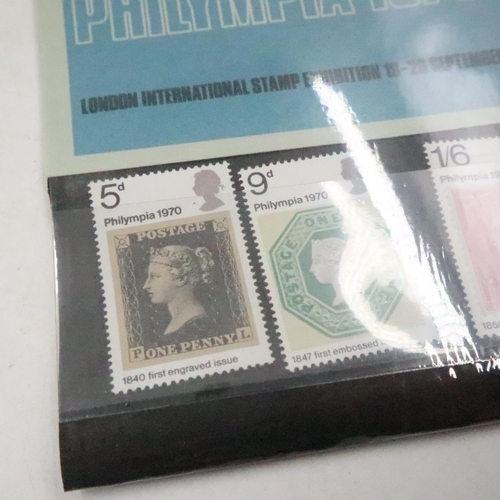 PHILYMPIA
LONDON INTERNATIONAL STAMP EXHIBITION 18-26 SEPTEMBER
5d
Philympia 1970
POSTAGE
ONE PENNY
P L
1840 first engraved issue
9d
Philympia 1970
POSTAGE ONE
1847 first embossed
1/6
Philympia